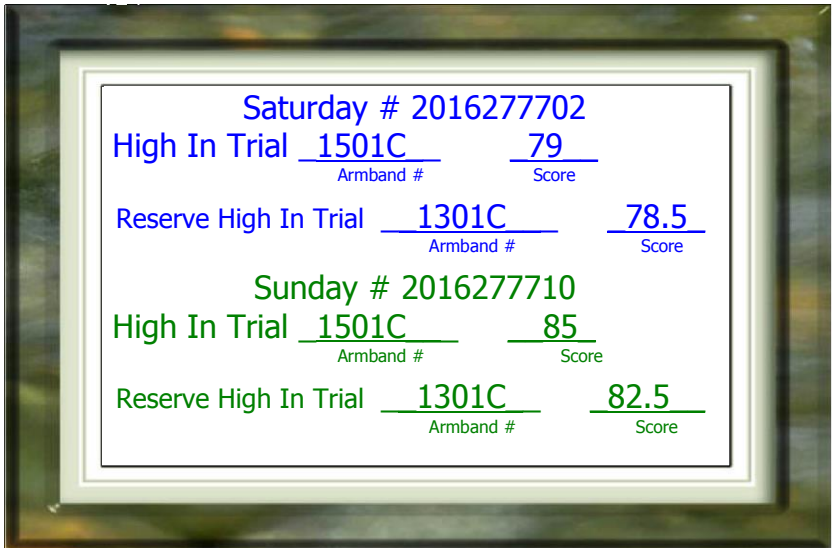 Saturday # 2016277702
High In Trial _1501C__ _79__
Armband # Score
Reserve High In Trial __1301C___ _78.5_
Armband # Score
Sunday # 2016277710
High In Trial _1501C___ __85_
Armband # Score
Reserve High In Trial __1301C__ _82.5__
Armband # Score